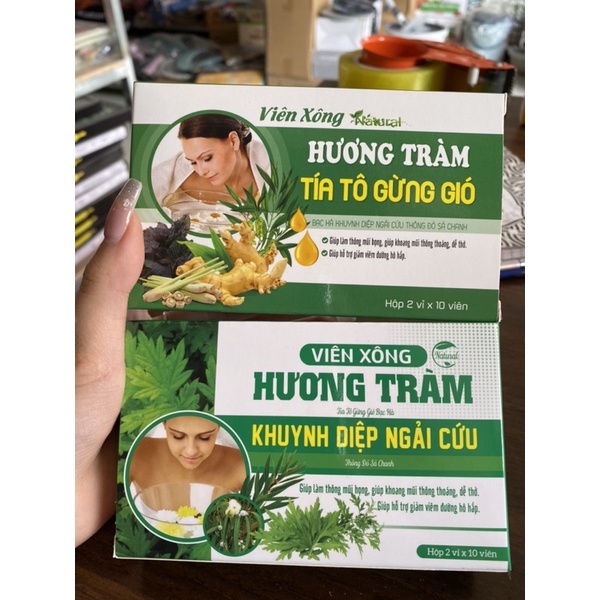 Viên Xông Natural
HƯƠNG TRÀM
TÍA TÔ GỪNG GIÓ
BẠC HÀ KHUYNH DIỆP NGẢI CỨU THÔNG ĐỎ SẢ CHANH
Giúp làm thông mũi họng, giúp khoang mũi thông thoáng, dễ thở.
Giúp hỗ trợ giảm viêm đường hô hấp.
Hộp 2 vỉ x 10 viên
VIÊN XÔNG Natural
HƯƠNG TRÀM
Tía Tô Gừng Gió Bạc Hà
KHUYNH DIỆP NGẢI CỨU
Thông Đỏ Sả Chanh
Giúp làm thông mũi họng, giúp khoang mũi thông thoáng, dễ thở.
Giúp hỗ trợ giảm viêm đường hô hấp.
Hộp 2 vỉ x 10 viên